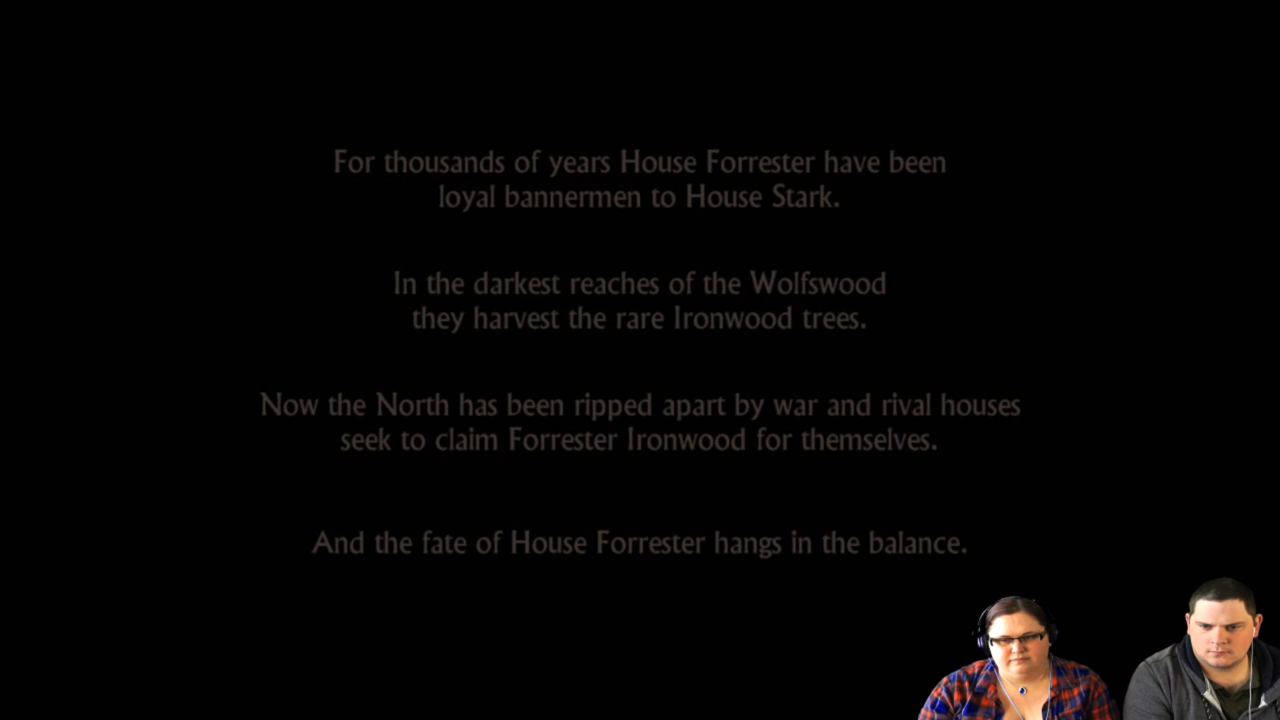 For thousands of years House Forrester have been
loyal bannermen to House Stark.
In the darkest reaches of the Wolfswood
they harvest the rare Ironwood trees.
Now the North has been ripped apart by war and rival houses
seek to claim Forrester Ironwood for themselves.
And the fate of House Forrester hangs in the balance.